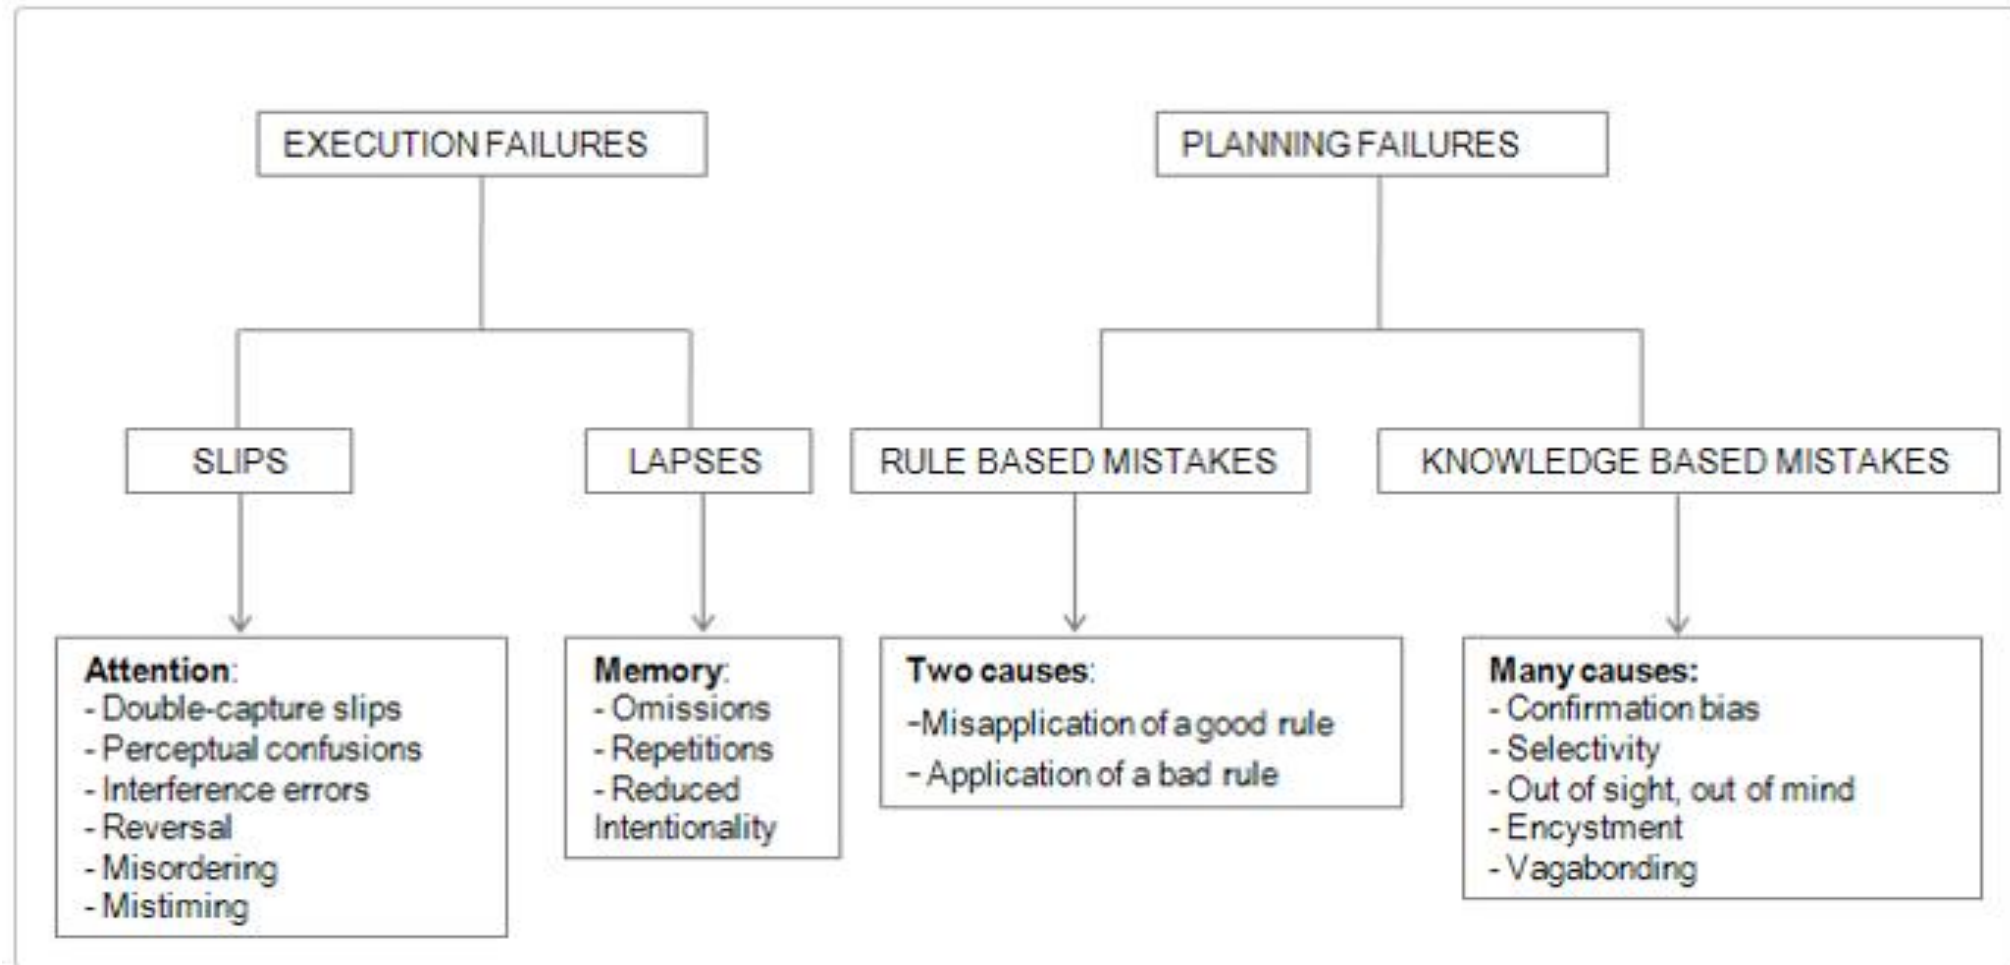 EXECUTION FAILURES
PLANNING FAILURES
SLIPS
LAPSES
RULE BASED MISTAKES
KNOWLEDGE BASED MISTAKES
Attention:
- Double-capture slips
- Perceptual confusions
- Interference errors
- Reversal
- Misordering
- Mistiming
Memory:
- Omissions
- Repetitions
- Reduced
Intentionality
Two causes:
-Misapplication of a good rule
- Application of a bad rule
Many causes:
- Confirmation bias
- Selectivity
- Out of sight, out of mind
- Encystment
- Vagabonding